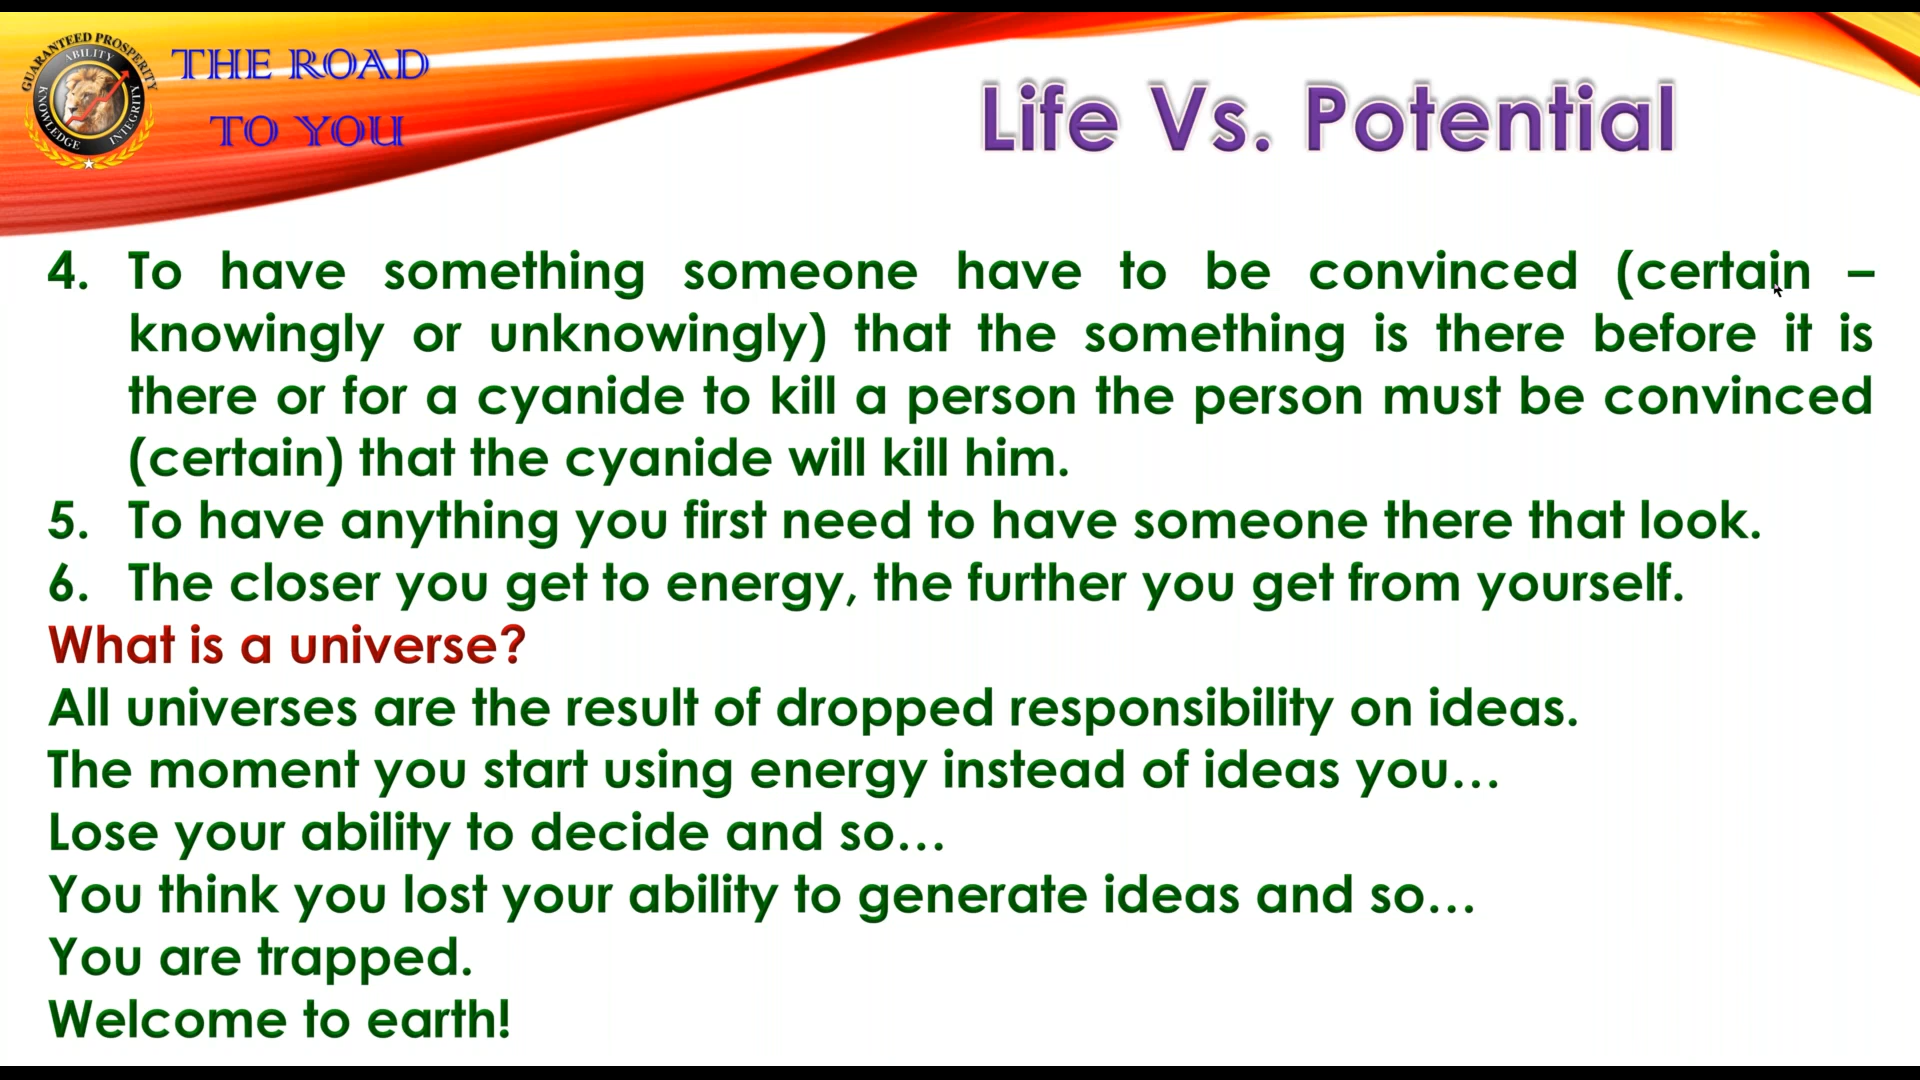 GUARANTEED PROSPERITY
ABILITY
KNOWLEDGE
INTEGRITY
THE ROAD
TO YOU
Life Vs. Potential
4. To have something someone have to be convinced (certain –
knowingly or unknowingly) that the something is there before it is
there or for a cyanide to kill a person the person must be convinced
(certain) that the cyanide will kill him.
5. To have anything you first need to have someone there that look.
6. The closer you get to energy, the further you get from yourself.
What is a universe?
All universes are the result of dropped responsibility on ideas.
The moment you start using energy instead of ideas you…
Lose your ability to decide and so…
You think you lost your ability to generate ideas and so…
You are trapped.
Welcome to earth!